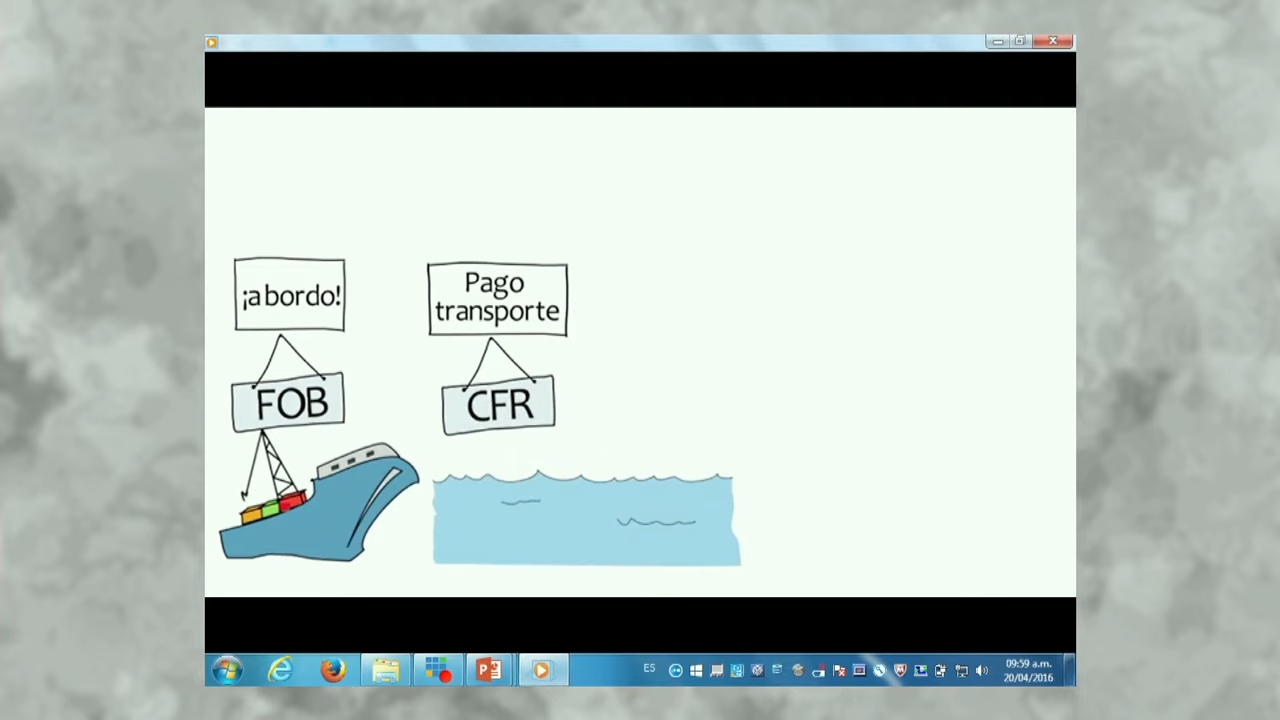 ¡a bordo!
Pago
transporte
FOB
CFR
ES
09:59 a.m.
20/04/2016